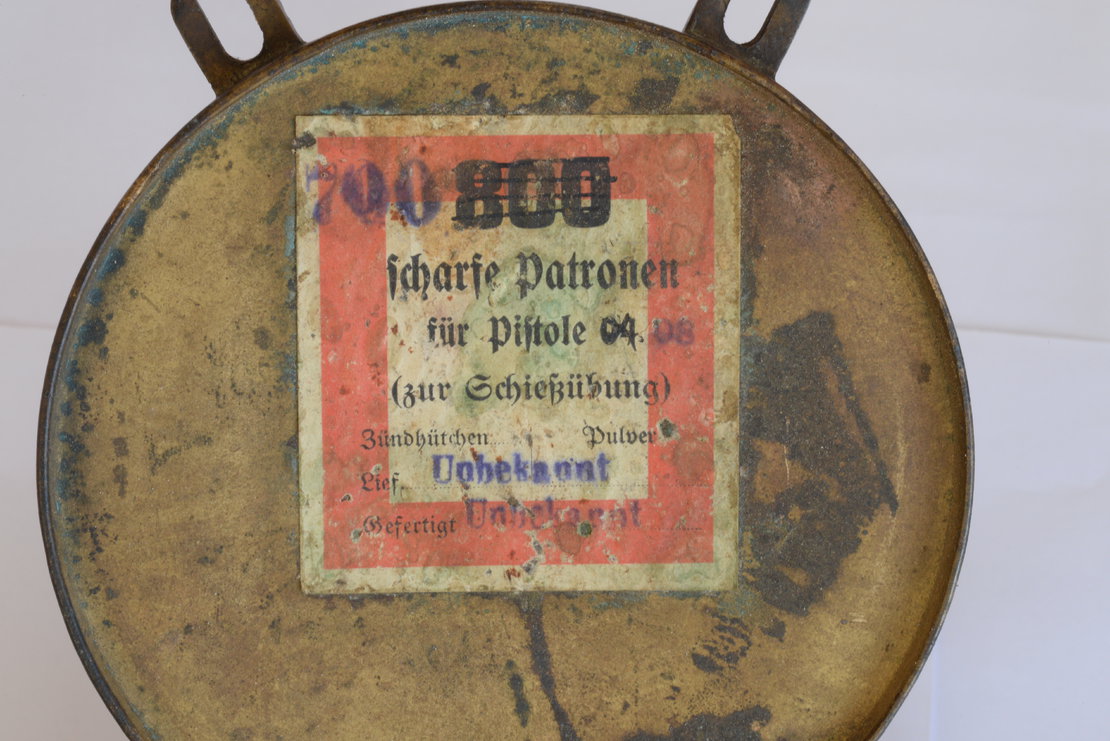 700 800
scharfe Patronen
für Pistole 04. 08
(zur Schießübung)
Zündhütchen Pulver
Lief. Unbekannt
Gefertigt Unbekannt